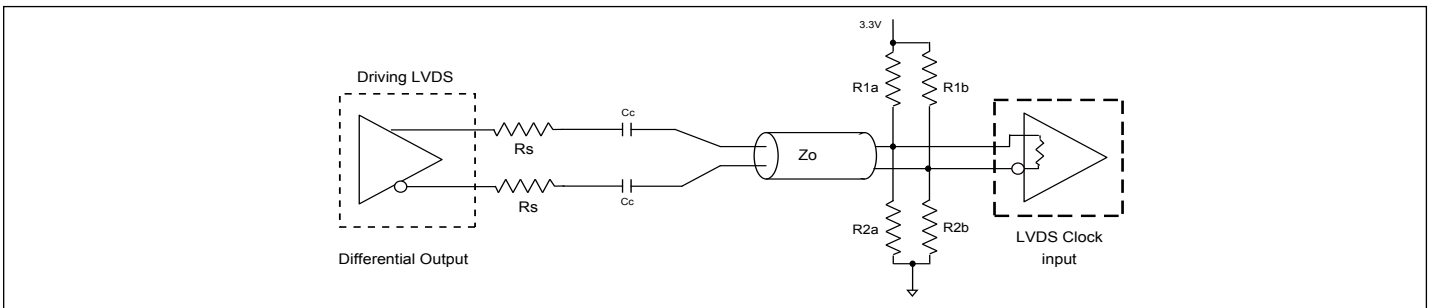 3.3V
Driving LVDS
R1a
R1b
Cc
Rs
Zo
Cc
Rs
R2a
R2b
LVDS Clock
input
Differential Output